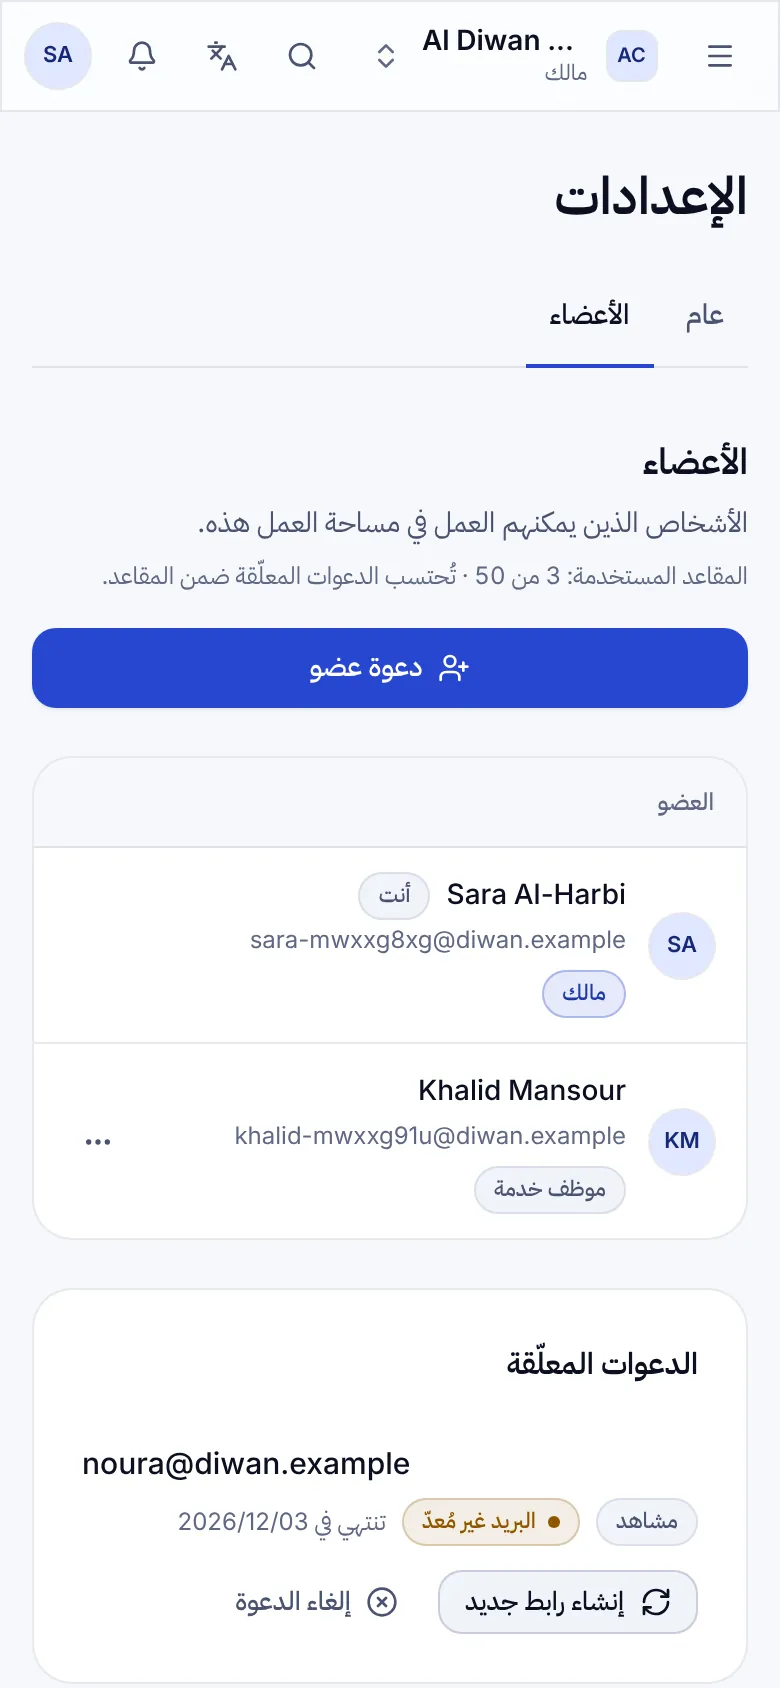 AC
Al Diwan ...
مالك
SA
الإعدادات
عام
الأعضاء
الأعضاء
الأشخاص الذين يمكنهم العمل في مساحة العمل هذه.
المقاعد المستخدمة: 3 من 50 · تُحتسب الدعوات المعلّقة ضمن المقاعد.
دعوة عضو
العضو
SA
Sara Al-Harbi أنت
sara-mwxxg8xg@diwan.example
مالك
KM
Khalid Mansour
khalid-mwxxg91u@diwan.example
موظف خدمة
الدعوات المعلّقة
noura@diwan.example
مشاهد البريد غير مُعدّ تنتهي في 2026/12/03
إنشاء رابط جديد إلغاء الدعوة